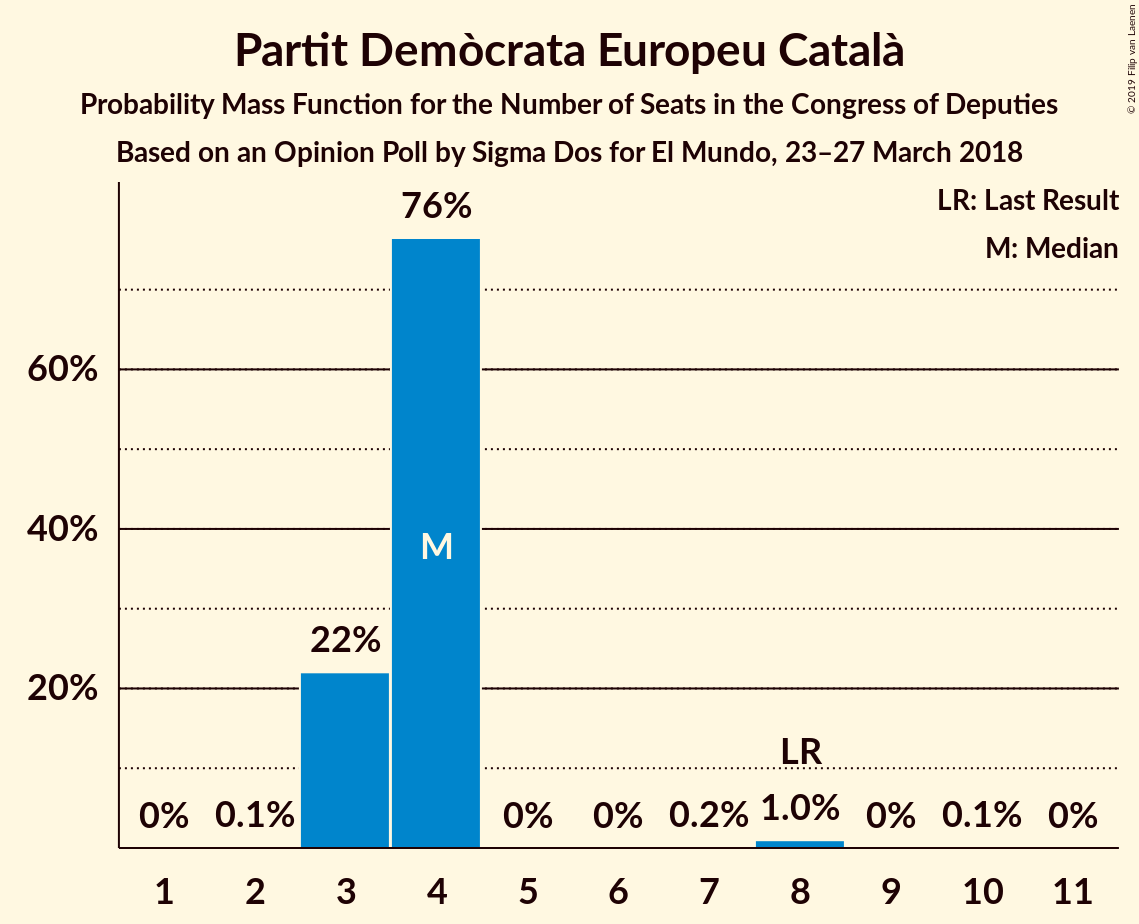 Partit Demòcrata Europeu Català
Probability Mass Function for the Number of Seats in the Congress of Deputies
Based on an Opinion Poll by Sigma Dos for El Mundo, 23–27 March 2018
© 2019 Filip van Laenen
LR: Last Result
M: Median
76%
60%
M
40%
22%
20%
LR
0% 0.1% 0% 0% 0.2% 1.0% 0% 0.1% 0%
1 2 3 4 5 6 7 8 9 10 11